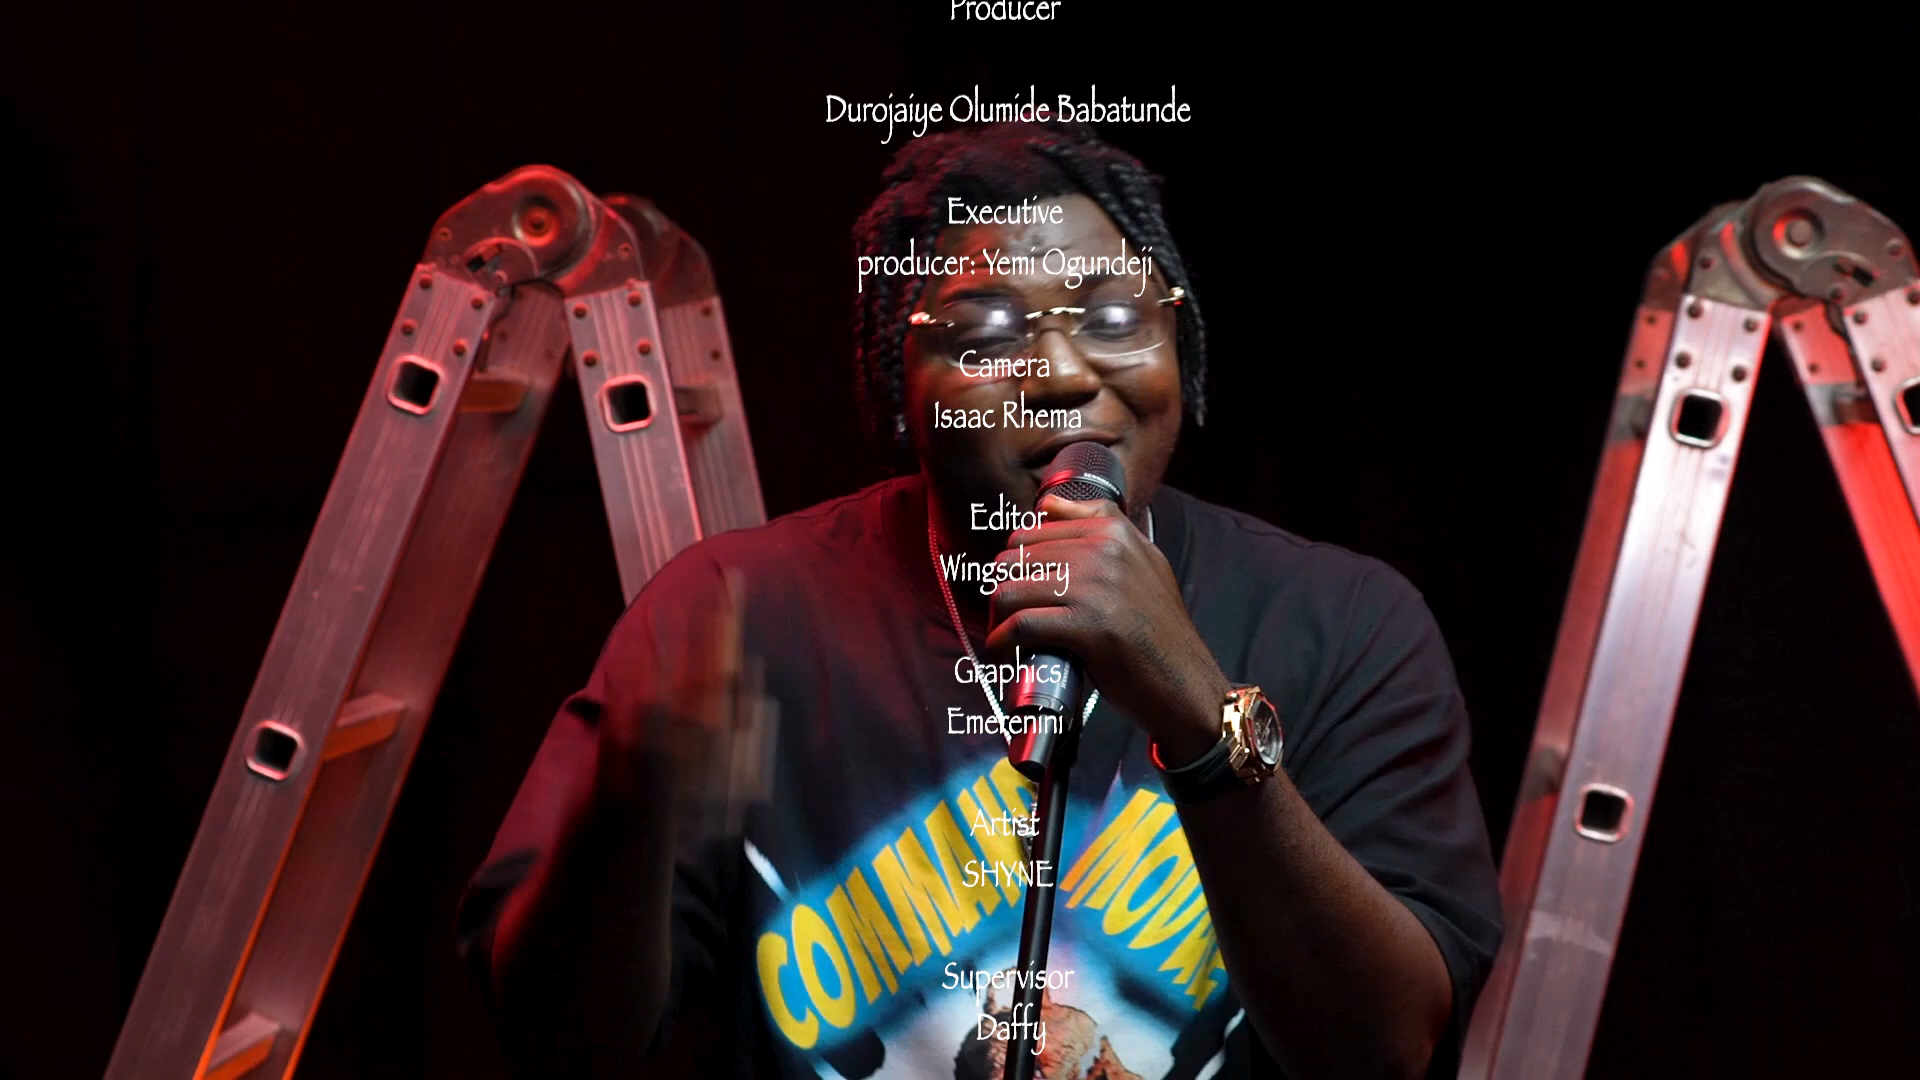 Producer
Durojaiye Olumide Babatunde
Executive
producer: Yemi Ogundeji
Camera
Isaac Rhema
Editor
Wingsdiary
Graphics
Emerenini
Artist
SHYNE
COMMAND
Supervisor
Daffy